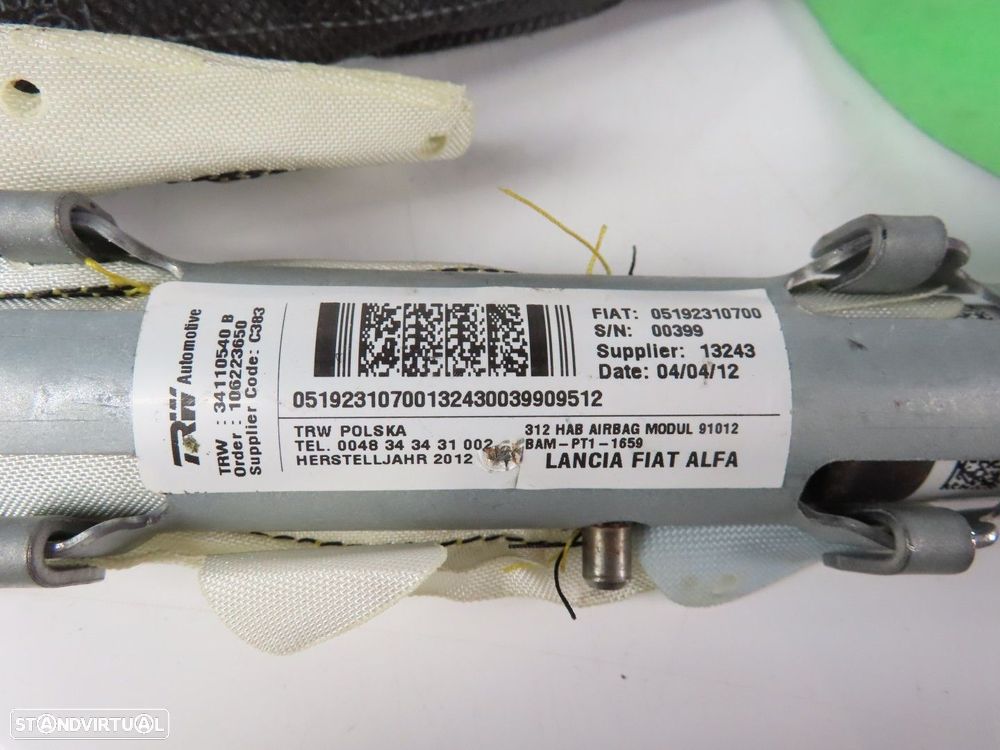 TRW Automotive
TRW : 34110540 B
Order : 106223650
Supplier Code: C383
FIAT: 05192310700
S/N: 00399
Supplier: 13243
Date: 04/04/12
05192310700132430039909512
TRW POLSKA
TEL. 0048 34 34 31 002
HERSTELLJAHR 2012
312 HAB AIRBAG MODUL 91012
BAM-PT1-1659
LANCIA FIAT ALFA
STANDVIRTUAL